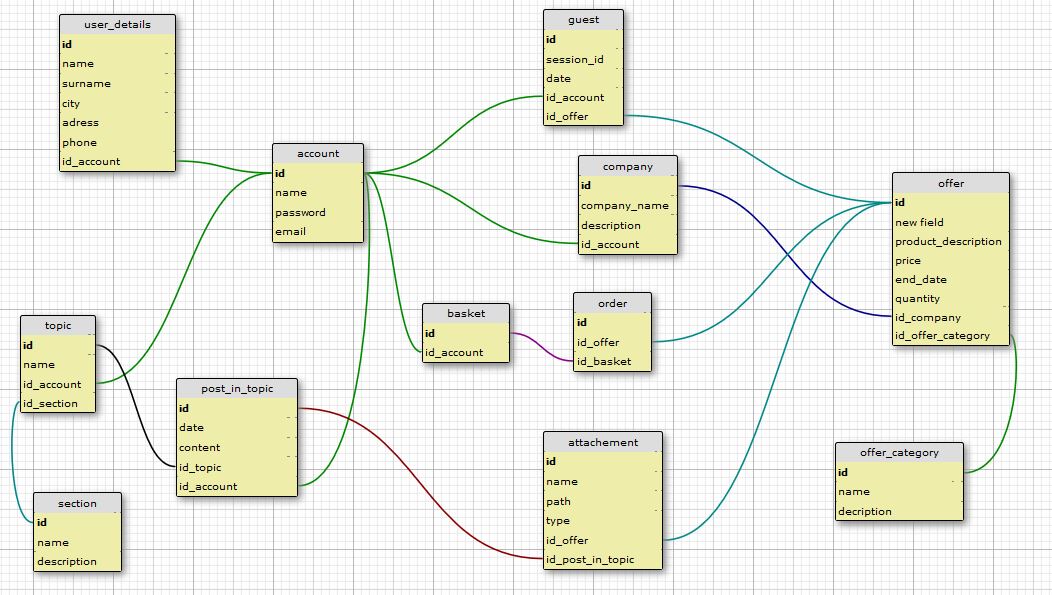 user_details
id
name
surname
city
adress
phone
id_account
account
id
name
password
email
guest
id
session_id
date
id_account
id_offer
company
id
company_name
description
id_account
offer
id
new field
product_description
price
end_date
quantity
id_company
id_offer_category
basket
id
id_account
order
id
id_offer
id_basket
topic
id
name
id_account
id_section
post_in_topic
id
date
content
id_topic
id_account
section
id
name
description
attachement
id
name
path
type
id_offer
id_post_in_topic
offer_category
id
name
decription